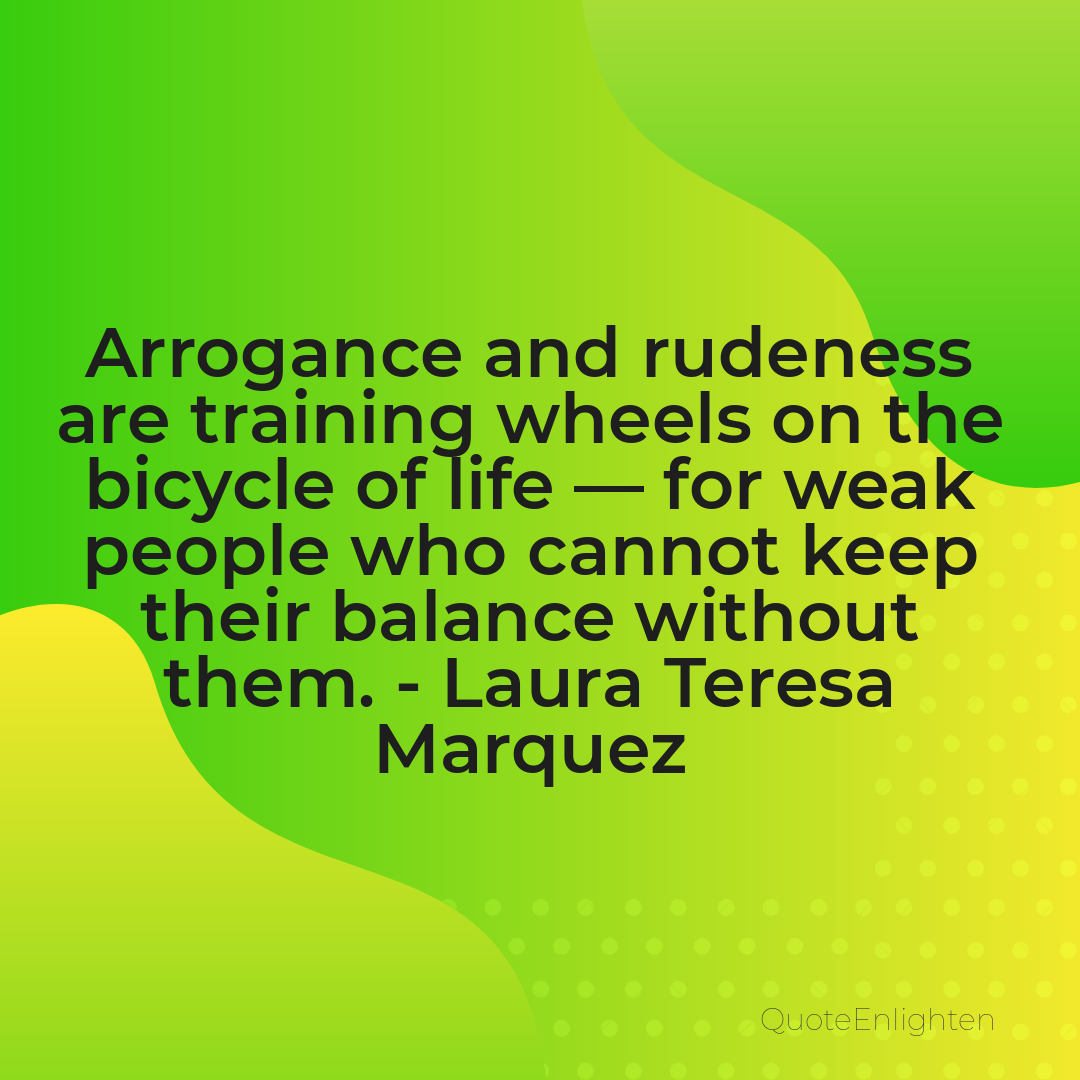 Arrogance and rudeness
are training wheels on the
bicycle of life — for weak
people who cannot keep
their balance without
them. - Laura Teresa
Marquez
QuoteEnlighten